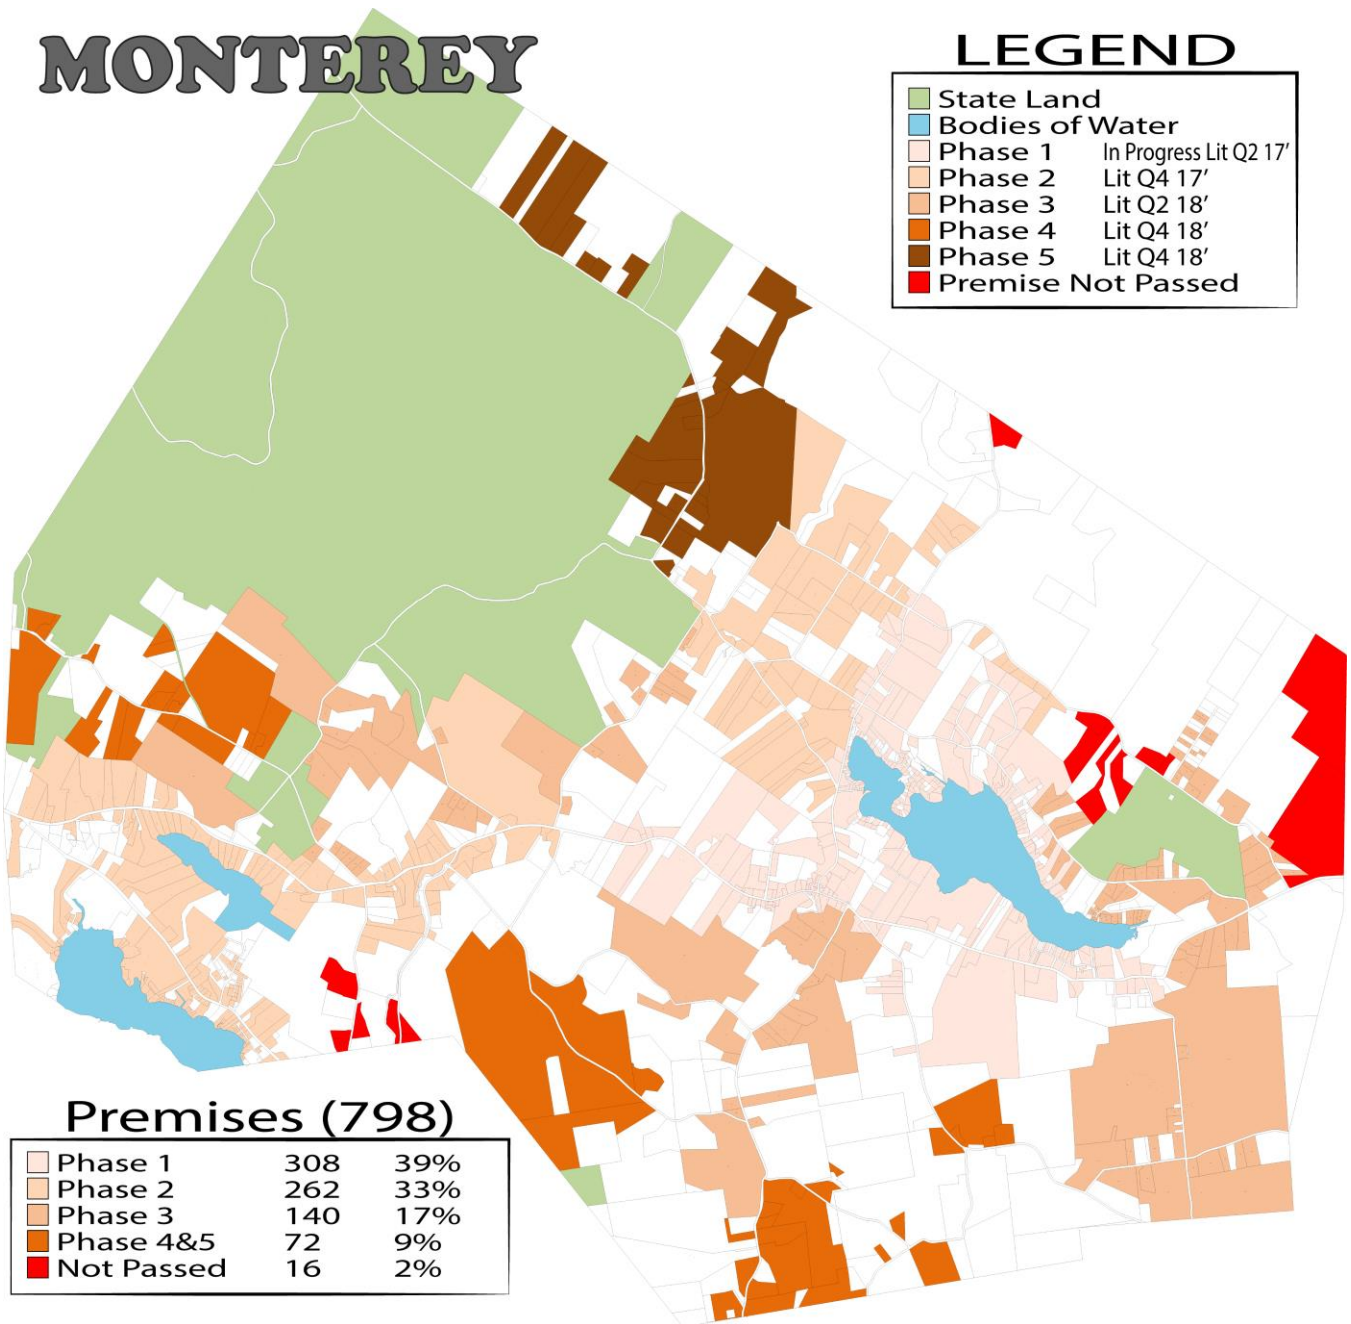 MONTEREY
LEGEND
State Land
Bodies of Water
Phase 1 In Progress Lit Q2 17'
Phase 2 Lit Q4 17'
Phase 3 Lit Q2 18'
Phase 4 Lit Q4 18'
Phase 5 Lit Q4 18'
Premise Not Passed
Premises (798)
Phase 1 308 39%
Phase 2 262 33%
Phase 3 140 17%
Phase 4&5 72 9%
Not Passed 16 2%